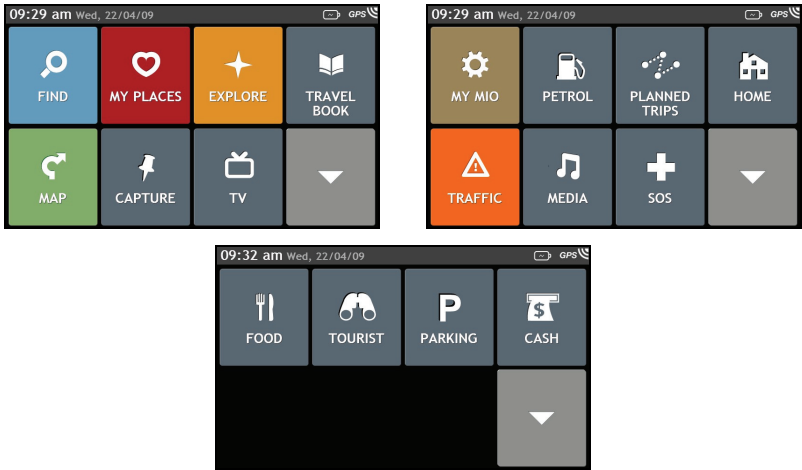 09:29 am Wed, 22/04/09 GPS
FIND MY PLACES EXPLORE TRAVEL
BOOK
MAP CAPTURE TV
09:29 am Wed, 22/04/09 GPS
MY MIO PETROL PLANNED
TRIPS HOME
TRAFFIC MEDIA SOS
09:32 am Wed, 22/04/09 GPS
FOOD TOURIST P PARKING $ CASH